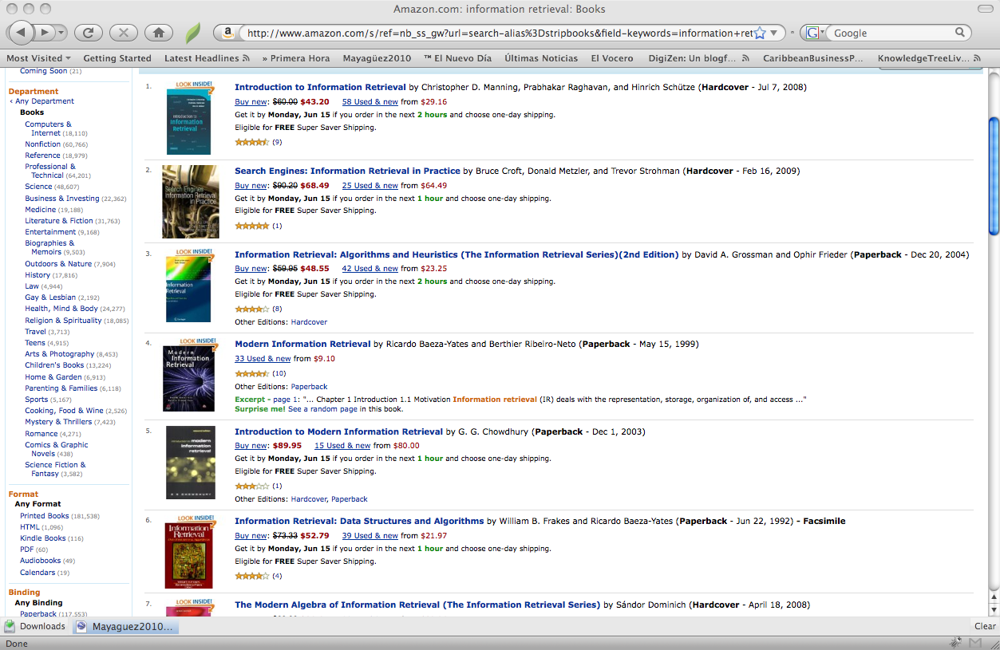 Amazon.com: information retrieval: Books
http://www.amazon.com/s/ref=nb_ss_gw?url=search-alias%3Dstripbooks&field-keywords=information+ret
Google
Most Visited Getting Started Latest Headlines » Primera Hora Mayagüez2010 ™ El Nuevo Día Últimas Noticias El Vocero DigiZen: Un blogf... CaribbeanBusinessP... KnowledgeTreeLiv...
Coming Soon (21)
Department
‹ Any Department
Books
Computers &
Internet (18,110)
Nonfiction (60,766)
Reference (18,979)
Professional &
Technical (64,201)
Science (48,607)
Business & Investing (22,362)
Medicine (19,188)
Literature & Fiction (31,763)
Entertainment (9,168)
Biographies &
Memoirs (9,503)
Outdoors & Nature (7,904)
History (17,816)
Law (4,944)
Gay & Lesbian (2,192)
Health, Mind & Body (24,277)
Religion & Spirituality (18,085)
Travel (3,713)
Teens (4,915)
Arts & Photography (8,453)
Children's Books (13,224)
Home & Garden (6,913)
Parenting & Families (6,118)
Sports (5,167)
Cooking, Food & Wine (2,526)
Mystery & Thrillers (7,423)
Romance (4,271)
Comics & Graphic
Novels (438)
Science Fiction &
Fantasy (3,582)
Format
Any Format
Printed Books (181,538)
HTML (1,096)
Kindle Books (116)
PDF (60)
Audiobooks (49)
Calendars (19)
Binding
Any Binding
Paperback (117,553)
1.
LOOK INSIDE!
Information
Retrieval
Introduction to Information Retrieval by Christopher D. Manning, Prabhakar Raghavan, and Hinrich Schütze (Hardcover - Jul 7, 2008)
Buy new: $60.00 $43.20 58 Used & new from $29.16
Get it by Monday, Jun 15 if you order in the next 2 hours and choose one-day shipping.
Eligible for FREE Super Saver Shipping.
(9)
2.
Search Engines
Information Retrieval
in Practice
Search Engines: Information Retrieval in Practice by Bruce Croft, Donald Metzler, and Trevor Strohman (Hardcover - Feb 16, 2009)
Buy new: $90.20 $68.49 25 Used & new from $64.49
Get it by Monday, Jun 15 if you order in the next 1 hour and choose one-day shipping.
Eligible for FREE Super Saver Shipping.
(1)
3.
LOOK INSIDE!
Information
Retrieval
Information Retrieval: Algorithms and Heuristics (The Information Retrieval Series)(2nd Edition) by David A. Grossman and Ophir Frieder (Paperback - Dec 20, 2004)
Buy new: $59.95 $48.55 42 Used & new from $23.25
Get it by Monday, Jun 15 if you order in the next 2 hours and choose one-day shipping.
Eligible for FREE Super Saver Shipping.
(8)
Other Editions: Hardcover
4.
LOOK INSIDE!
Modern
Information
Retrieval
Modern Information Retrieval by Ricardo Baeza-Yates and Berthier Ribeiro-Neto (Paperback - May 15, 1999)
33 Used & new from $9.10
(10)
Other Editions: Paperback
Excerpt - page 1: "... Chapter 1 Introduction 1.1 Motivation Information retrieval (IR) deals with the representation, storage, organization of, and access ..."
Surprise me! See a random page in this book.
5.
modern
information
retrieval
Introduction to Modern Information Retrieval by G. G. Chowdhury (Paperback - Dec 1, 2003)
Buy new: $89.95 15 Used & new from $80.00
Get it by Monday, Jun 15 if you order in the next 1 hour and choose one-day shipping.
Eligible for FREE Super Saver Shipping.
(1)
Other Editions: Hardcover, Paperback
6.
LOOK INSIDE!
Information
Retrieval
Information Retrieval: Data Structures and Algorithms by William B. Frakes and Ricardo Baeza-Yates (Paperback - Jun 22, 1992) - Facsimile
Buy new: $73.33 $52.79 39 Used & new from $21.97
Get it by Monday, Jun 15 if you order in the next 1 hour and choose one-day shipping.
Eligible for FREE Super Saver Shipping.
(4)
7.
LOOK INSIDE!
The Modern Algebra of Information Retrieval (The Information Retrieval Series) by Sándor Dominich (Hardcover - April 18, 2008)
Downloads Mayaguez2010... Clear
Done